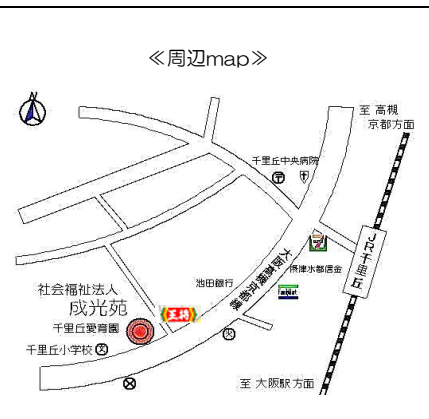 ≪周辺map≫
至 高槻
京都方面
千里丘中央病院
〒
JR千里丘
7
摂津水都信金
大阪高槻京都線
池田銀行
社会福祉法人
成光苑
王将
千里丘愛育園
千里丘小学校 文
至 大阪駅方面